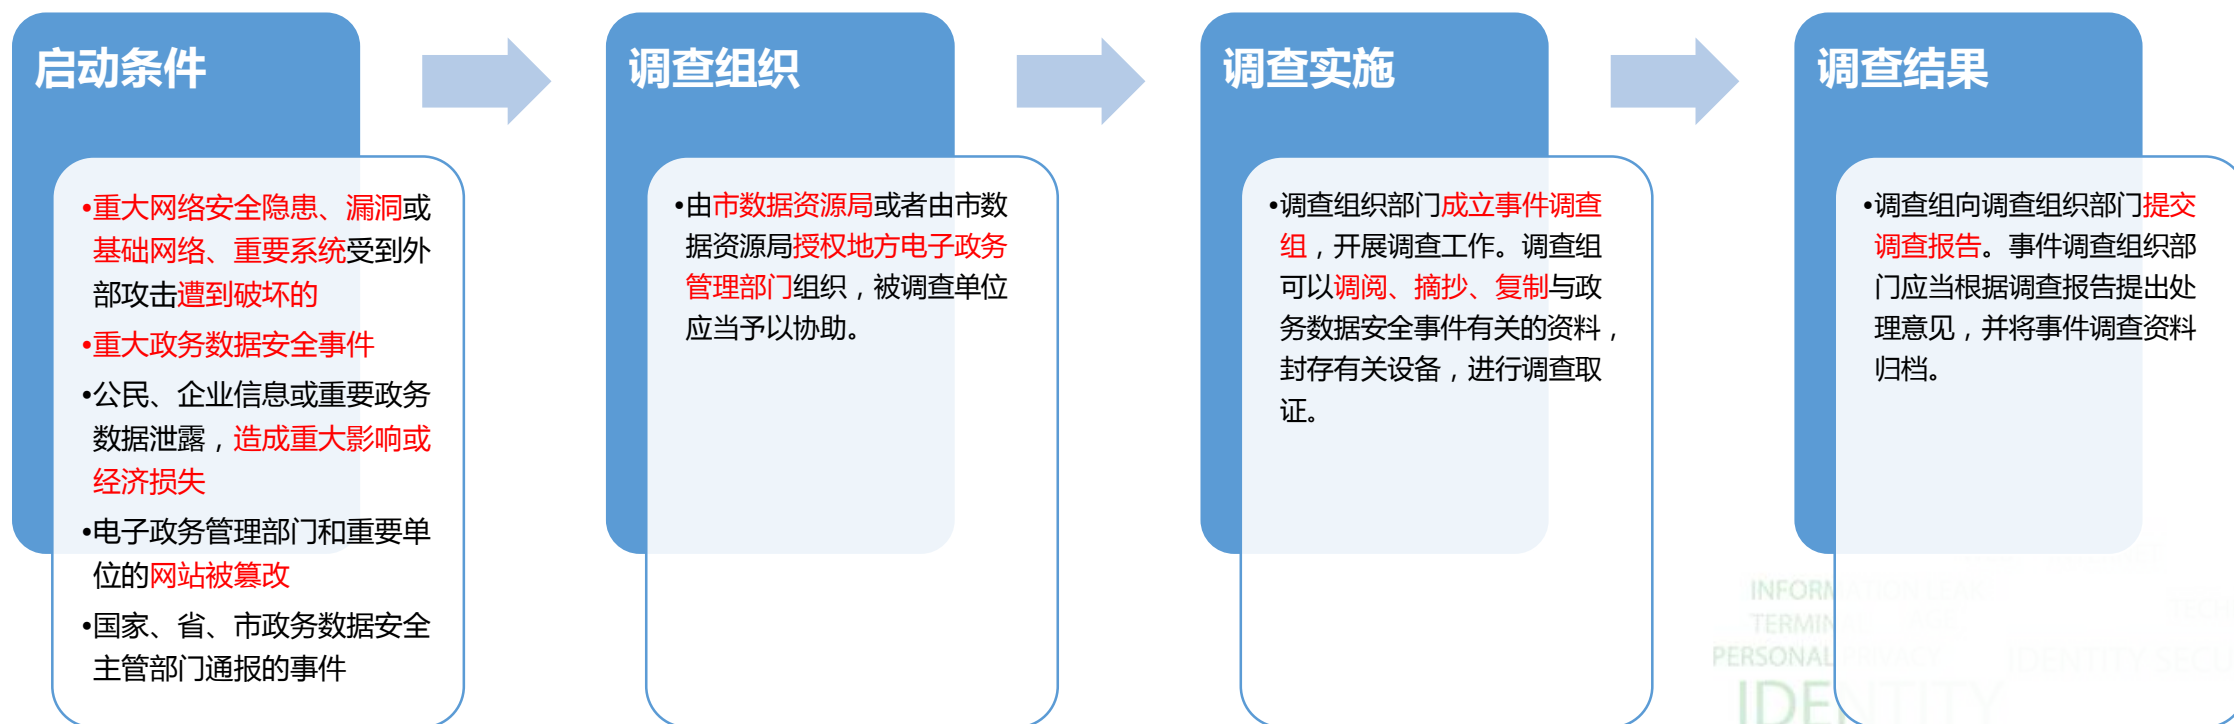 启动条件
•重大网络安全隐患、漏洞或
基础网络、重要系统受到外
部攻击遭到破坏的
•重大政务数据安全事件
•公民、企业信息或重要政务
数据泄露，造成重大影响或
经济损失
•电子政务管理部门和重要单
位的网站被篡改
•国家、省、市政务数据安全
主管部门通报的事件
调查组织
•由市数据资源局或者由市数
据资源局授权地方电子政务
管理部门组织，被调查单位
应当予以协助。
调查实施
•调查组织部门成立事件调查
组，开展调查工作。调查组
可以调阅、摘抄、复制与政
务数据安全事件有关的资料，
封存有关设备，进行调查取
证。
调查结果
•调查组向调查组织部门提交
调查报告。事件调查组织部
门应当根据调查报告提出处
理意见，并将事件调查资料
归档。
INFORMATION LEAK
PERSONAL PRIVACY
IDENTITY SECU
IDENTITY